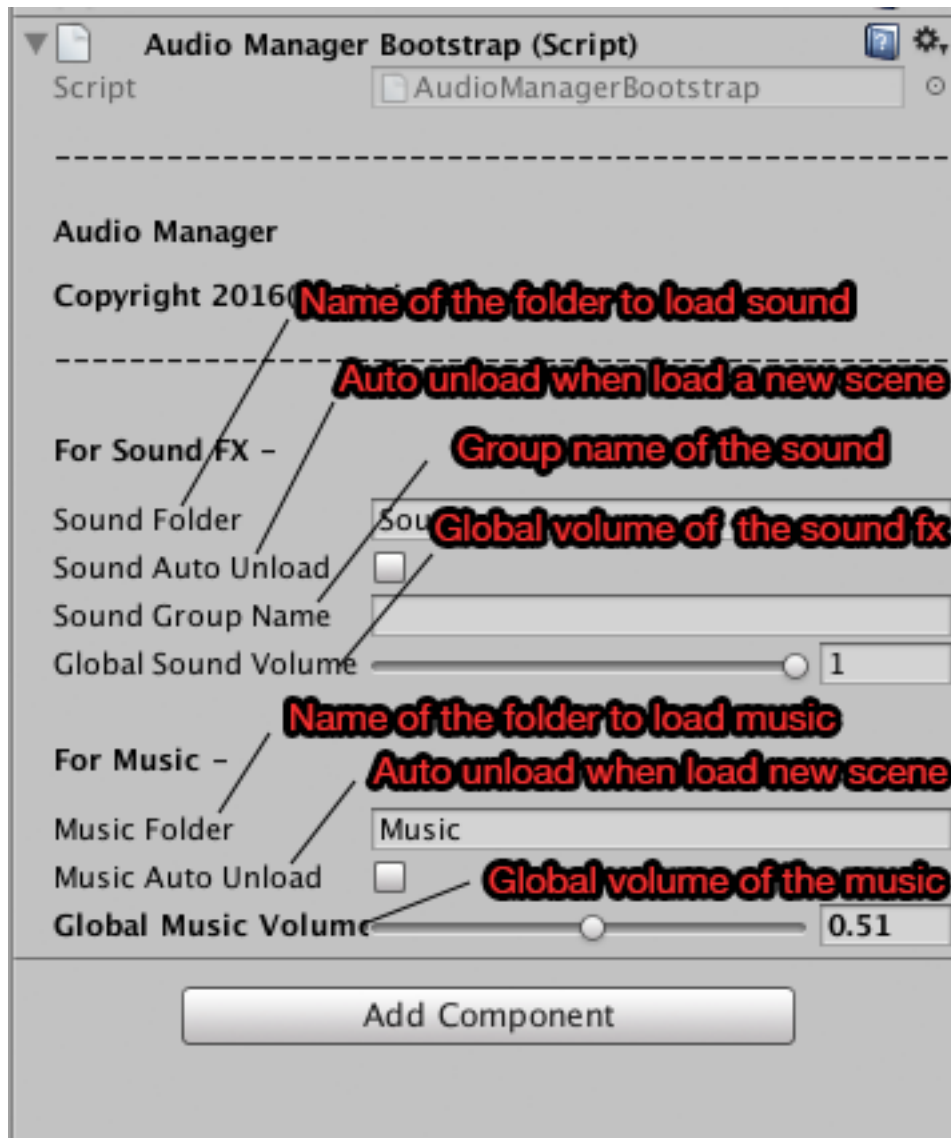 Audio Manager Bootstrap (Script)
Script AudioManagerBootstrap
Audio Manager
Copyright 2016
Name of the folder to load sound
Auto unload when load a new scene
For Sound FX –
Group name of the sound
Sound Folder
Global volume of the sound fx
Sound Auto Unload
Sound Group Name
Global Sound Volume 1
Name of the folder to load music
For Music –
Auto unload when load new scene
Music Folder Music
Music Auto Unload
Global volume of the music
Global Music Volume 0.51
Add Component